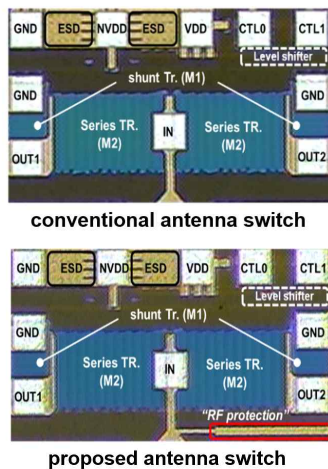 GND ESD NVDD ESD VDD CTL0 CTL1
Level shifter
shunt Tr. (M1)
GND GND
Series TR. (M2) IN Series TR. (M2)
OUT1 OUT2
conventional antenna switch
GND ESD NVDD ESD VDD CTL0 CTL1
Level shifter
shunt Tr. (M1)
GND GND
Series TR. (M2) IN Series TR. (M2)
OUT1 OUT2
"RF protection"
proposed antenna switch